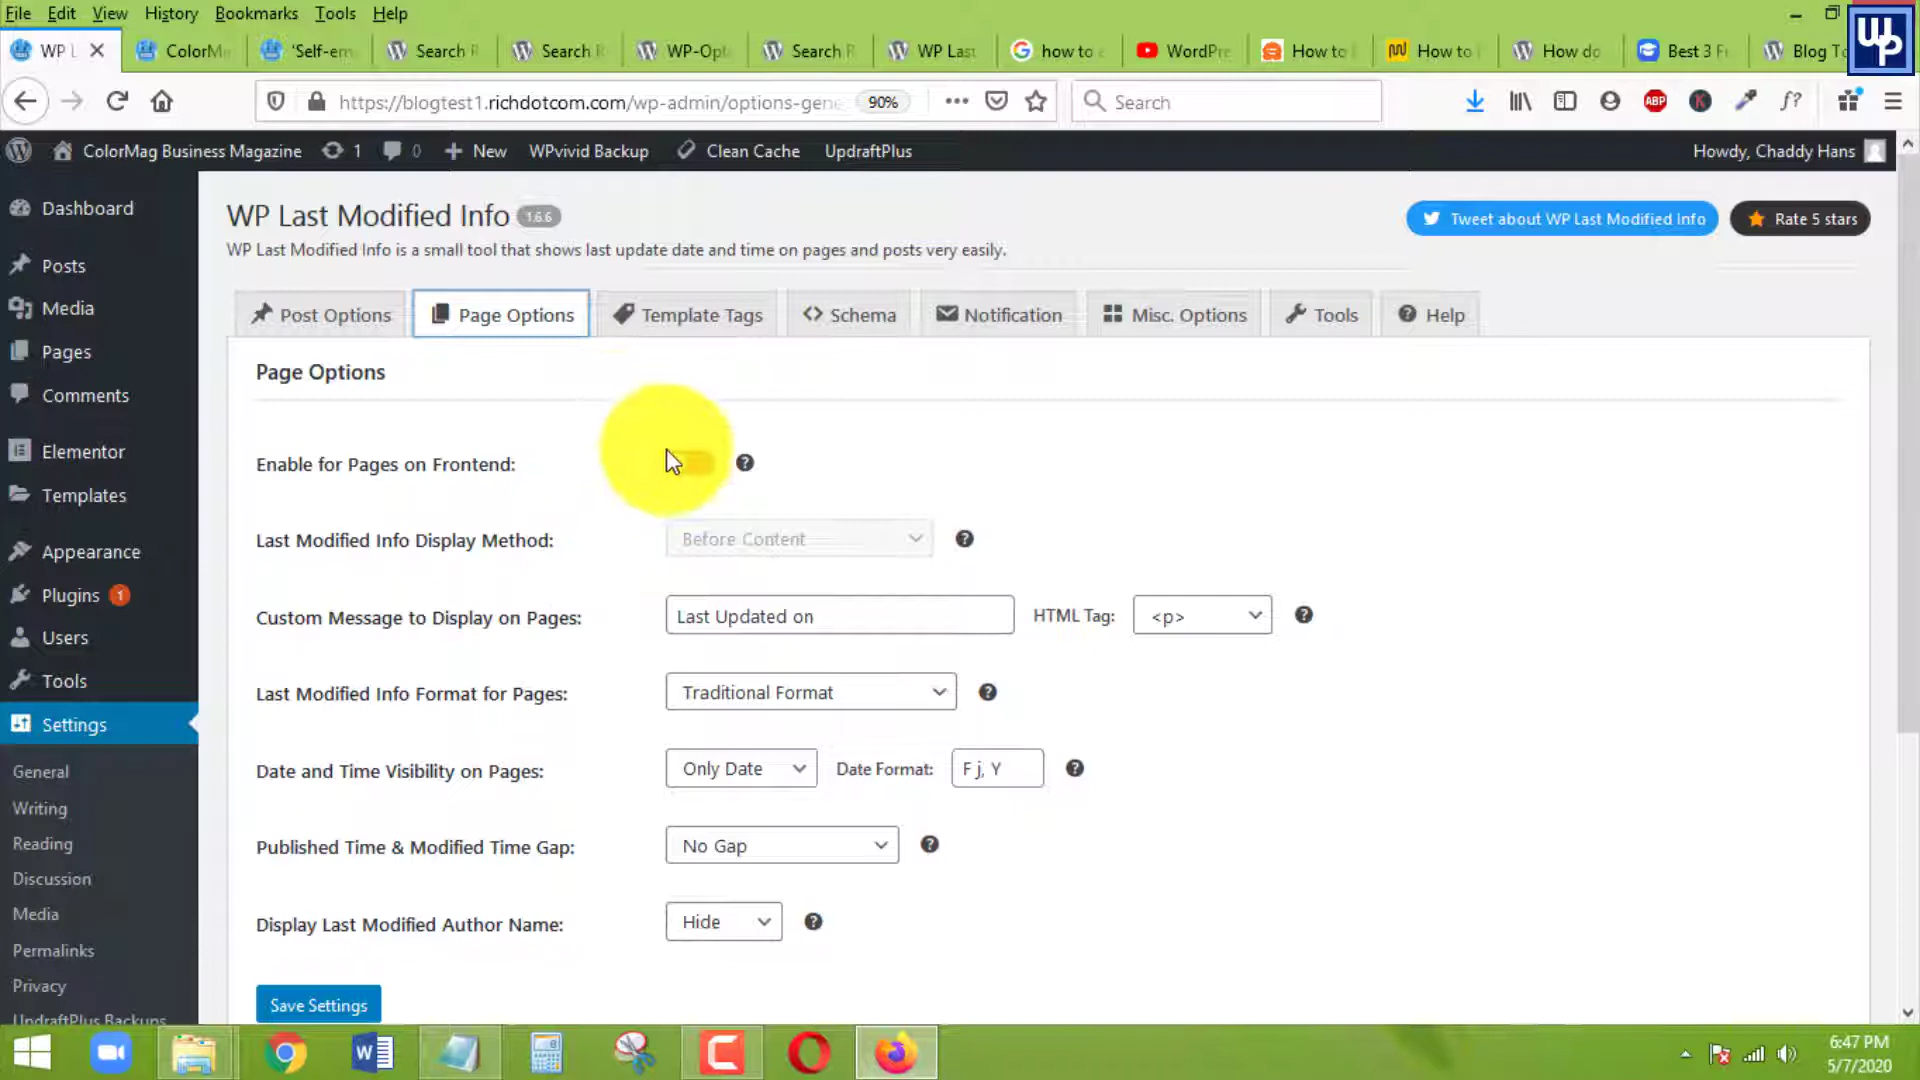 File Edit View History Bookmarks Tools Help
WP L ColorMa 'Self-em Search R Search R WP-Opt Search R WP Last how to e WordPre How to How to How do Best 3 F Blog To
https://blogtest1.richdotcom.com/wp-admin/options-gene 90% Search ABP K f?
ColorMag Business Magazine 1 0 New WPvivid Backup Clean Cache UpdraftPlus Howdy, Chaddy Hans
Dashboard
Posts
Media
Pages
Comments
Elementor
Templates
Appearance
Plugins 1
Users
Tools
Settings
General
Writing
Reading
Discussion
Media
Permalinks
Privacy
UpdraftPlus Backups
WP Last Modified Info 1.6.6
Tweet about WP Last Modified Info Rate 5 stars
WP Last Modified Info is a small tool that shows last update date and time on pages and posts very easily.
Post Options Page Options Template Tags Schema Notification Misc. Options Tools Help
Page Options
Enable for Pages on Frontend:
Last Modified Info Display Method: Before Content
Custom Message to Display on Pages: Last Updated on HTML Tag: <p>
Last Modified Info Format for Pages: Traditional Format
Date and Time Visibility on Pages: Only Date Date Format: F j, Y
Published Time & Modified Time Gap: No Gap
Display Last Modified Author Name: Hide
Save Settings
6:47 PM
5/7/2020